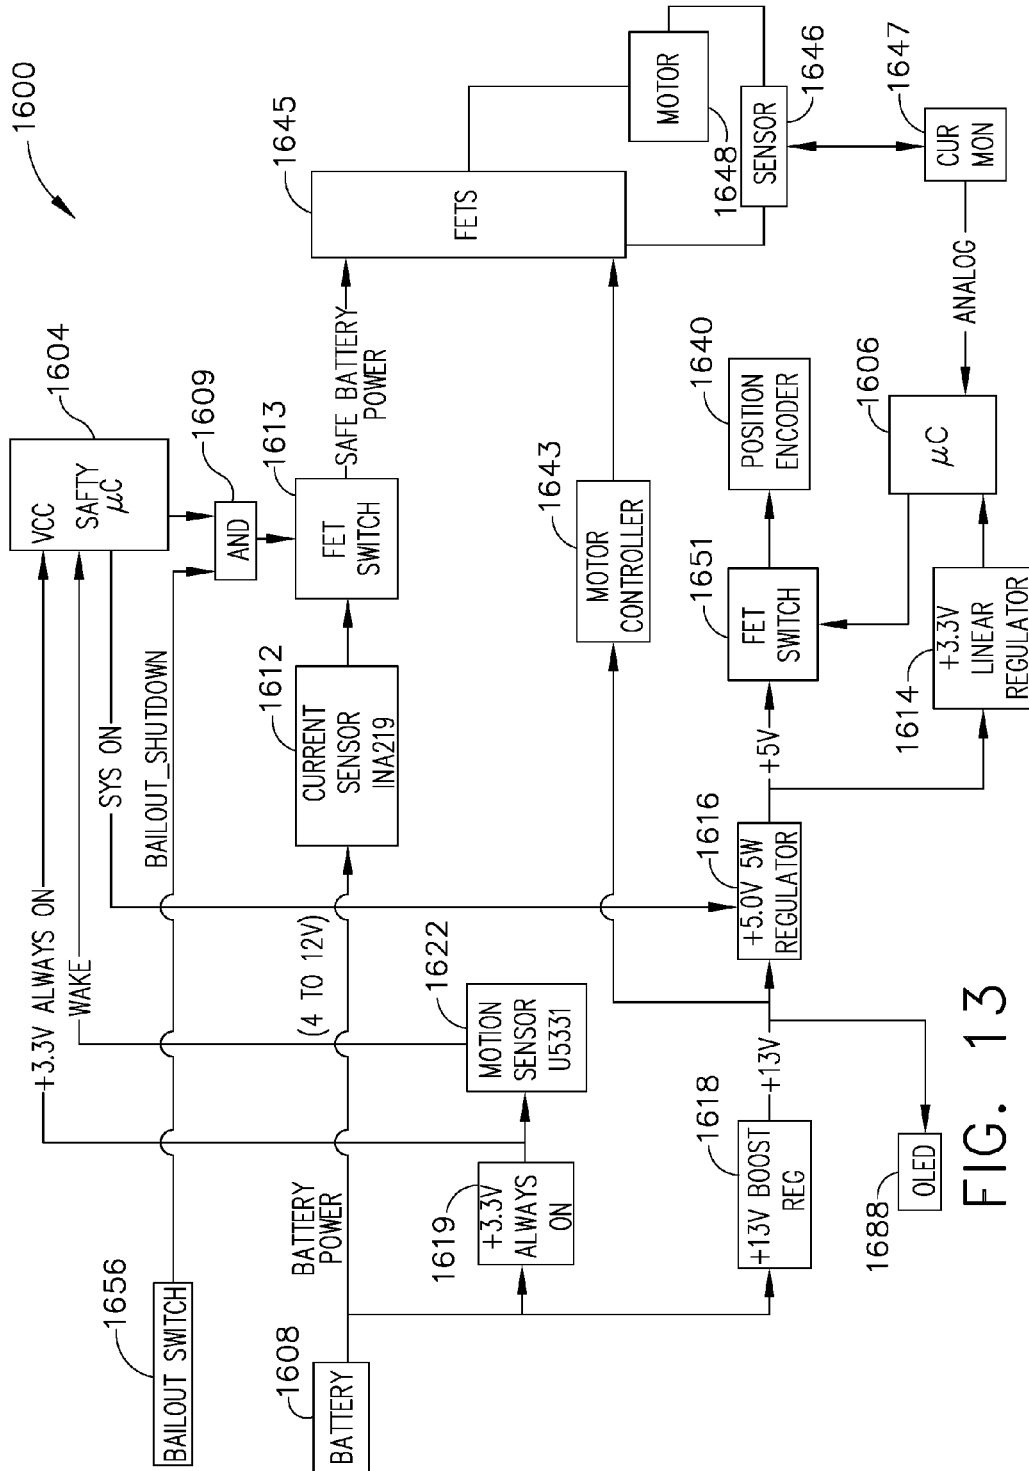 1600
1656
BAILOUT SWITCH
+3.3V ALWAYS ON
WAKE
SYS ON
BAILOUT_SHUTDOWN
VCC
SAFTY
µC
1604
AND
1609
1608
BATTERY
BATTERY
POWER
(4 TO 12V)
1612
CURRENT
SENSOR
INA219
1613
FET
SWITCH
SAFE BATTERY
POWER
1645
FETS
1619
+3.3V
ALWAYS
ON
1622
MOTION
SENSOR
U5331
1643
MOTOR
CONTROLLER
MOTOR
1648
SENSOR
1646
1618
+13V BOOST
REG
+13V
1616
+5.0V 5W
REGULATOR
+5V
1651
FET
SWITCH
1640
POSITION
ENCODER
1688
OLED
1614
+3.3V
LINEAR
REGULATOR
1606
µC
ANALOG
1647
CUR
MON
FIG. 13